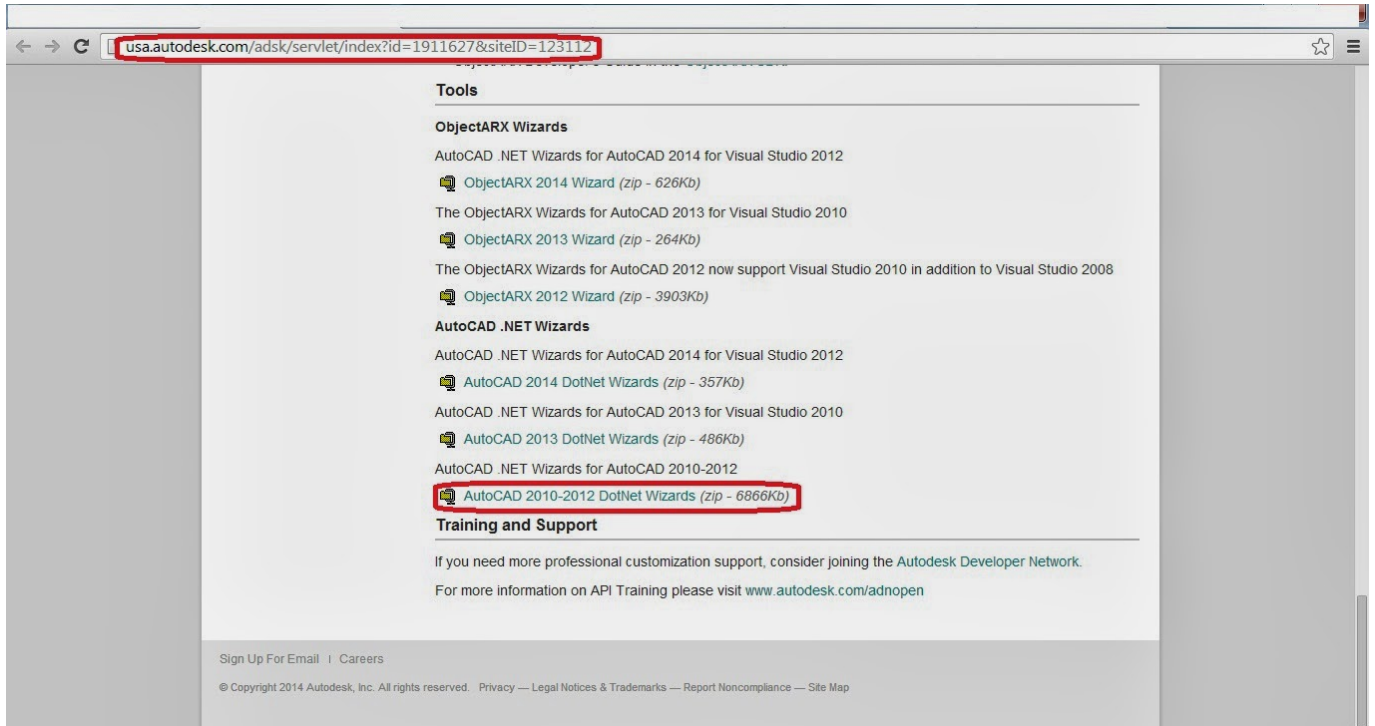 usa.autodesk.com/adsk/servlet/index?id=1911627&siteID=123112
Tools
ObjectARX Wizards
AutoCAD .NET Wizards for AutoCAD 2014 for Visual Studio 2012
ObjectARX 2014 Wizard (zip - 626Kb)
The ObjectARX Wizards for AutoCAD 2013 for Visual Studio 2010
ObjectARX 2013 Wizard (zip - 264Kb)
The ObjectARX Wizards for AutoCAD 2012 now support Visual Studio 2010 in addition to Visual Studio 2008
ObjectARX 2012 Wizard (zip - 3903Kb)
AutoCAD .NET Wizards
AutoCAD .NET Wizards for AutoCAD 2014 for Visual Studio 2012
AutoCAD 2014 DotNet Wizards (zip - 357Kb)
AutoCAD .NET Wizards for AutoCAD 2013 for Visual Studio 2010
AutoCAD 2013 DotNet Wizards (zip - 486Kb)
AutoCAD .NET Wizards for AutoCAD 2010-2012
AutoCAD 2010-2012 DotNet Wizards (zip - 6866Kb)
Training and Support
If you need more professional customization support, consider joining the Autodesk Developer Network.
For more information on API Training please visit www.autodesk.com/adnopen
Sign Up For Email | Careers
© Copyright 2014 Autodesk, Inc. All rights reserved. Privacy — Legal Notices & Trademarks — Report Noncompliance — Site Map